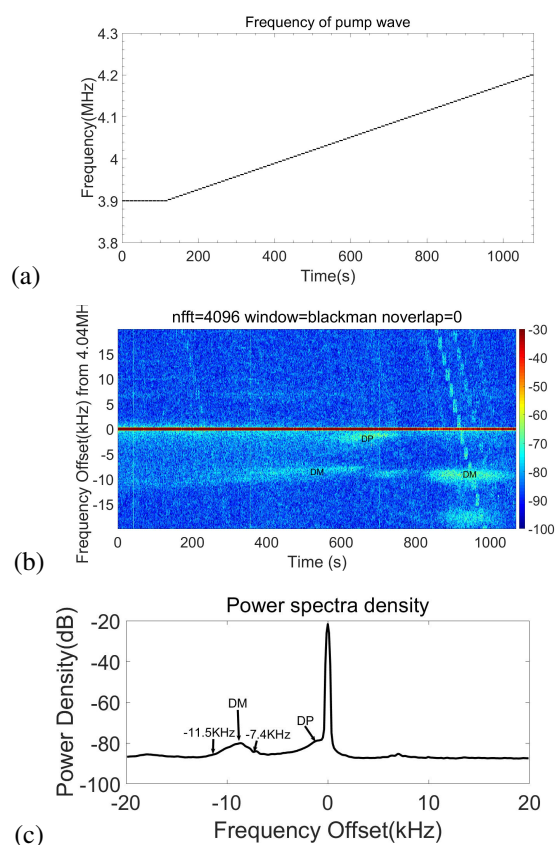 Frequency of pump wave
4.3
4.2
4.1
4
3.9
3.8
Frequency(MHz)
0 200 400 600 800 1000
Time(s)
(a)
nfft=4096 window=blackman noverlap=0
Frequency Offset(kHz) from 4.04MH
15
10
5
0
-5
-10
-15
DP
DM
DM
0 200 400 600 800 1000
Time (s)
-30
-40
-50
-60
-70
-80
-90
-100
(b)
Power spectra density
-20
-40
-60
-80
-100
Power Density(dB)
DM
DP
-11.5KHz
-7.4KHz
-20 -10 0 10 20
Frequency Offset(kHz)
(c)